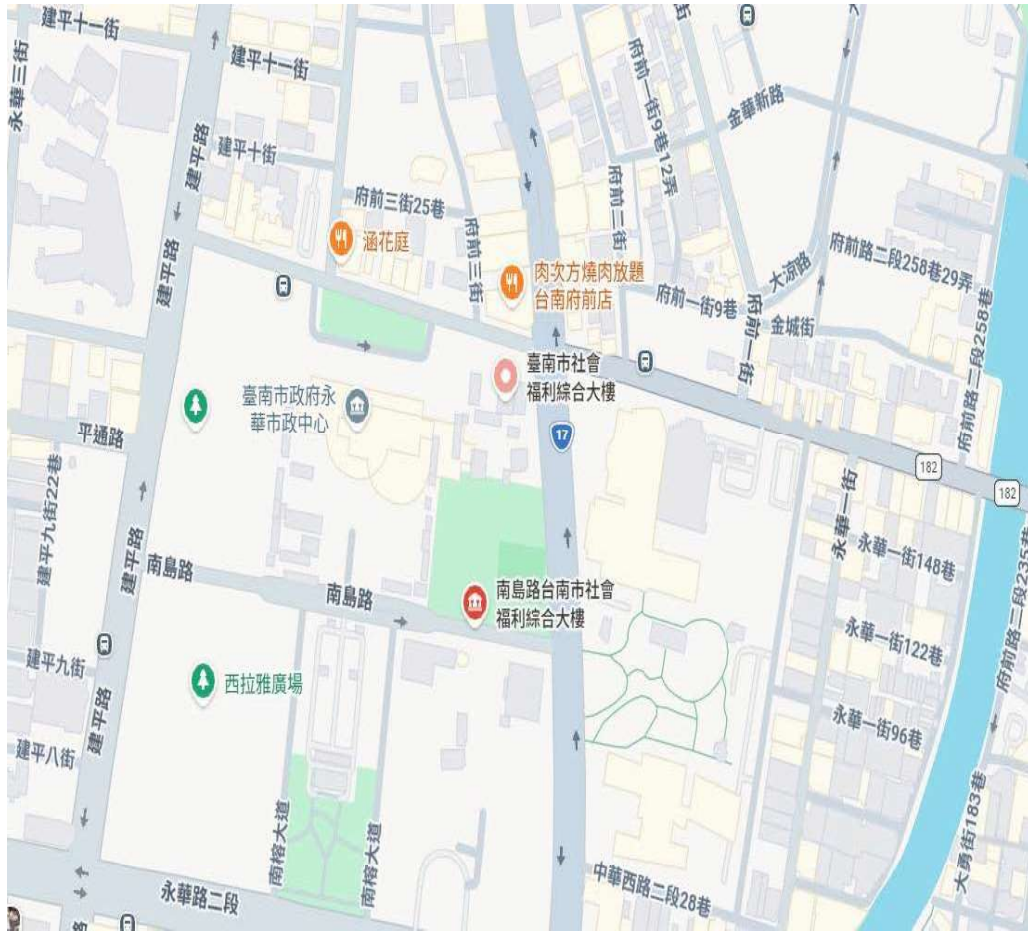 建平十一街
永華三街
建平十一街
建平路
建平十街
府前三街25巷
涵花庭
府前三街
府前一街9巷12弄
金華新路
府前二街
肉次方燒肉放題
台南府前店
府前一街9巷
大涼路
府前路二段258巷29弄
府前一街
金城街
府前路二段258巷
建平路
臺南市社會
福利綜合大樓
臺南市政府永
華市政中心
平通路
17
182
182
建平九街22巷
永華一街
永華一街148巷
建平路
南島路
南島路
南島路台南市社會
福利綜合大樓
永華一街122巷
府前路二段235巷
建平九街
西拉雅廣場
永華一街96巷
建平路
建平八街
南榕大道
南榕大道
大勇街183巷
永華路二段
中華西路二段28巷